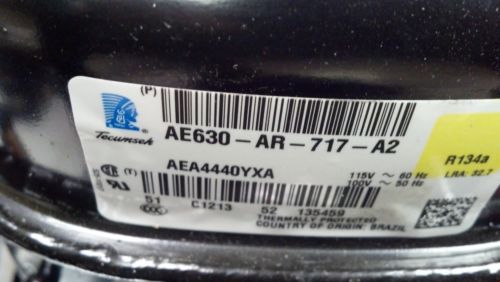 (P)
Tecumseh ®
AE630-AR-717-A2
R134a
LRA: 32.7
(T)
AEA4440YXA
115V ~ 60 Hz
100V ~ 50 Hz
51
C1213
52
135459
CCC
THERMALLY PROTECTED
COUNTRY OF ORIGIN: BRAZIL